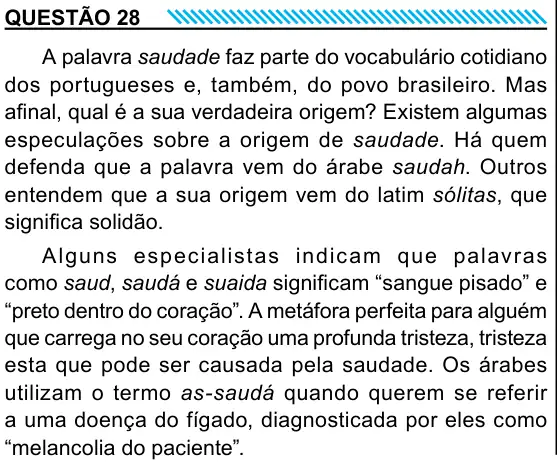 QUESTÃO 28
A palavra saudade faz parte do vocabulário cotidiano
dos portugueses e, também, do povo brasileiro. Mas
afinal, qual é a sua verdadeira origem? Existem algumas
especulações sobre a origem de saudade. Há quem
defenda que a palavra vem do árabe saudah. Outros
entendem que a sua origem vem do latim sólitas, que
significa solidão.
Alguns especialistas indicam que palavras
como saud, saudá e suaida significam “sangue pisado” e
“preto dentro do coração”. A metáfora perfeita para alguém
que carrega no seu coração uma profunda tristeza, tristeza
esta que pode ser causada pela saudade. Os árabes
utilizam o termo as-saudá quando querem se referir
a uma doença do fígado, diagnosticada por eles como
“melancolia do paciente”.